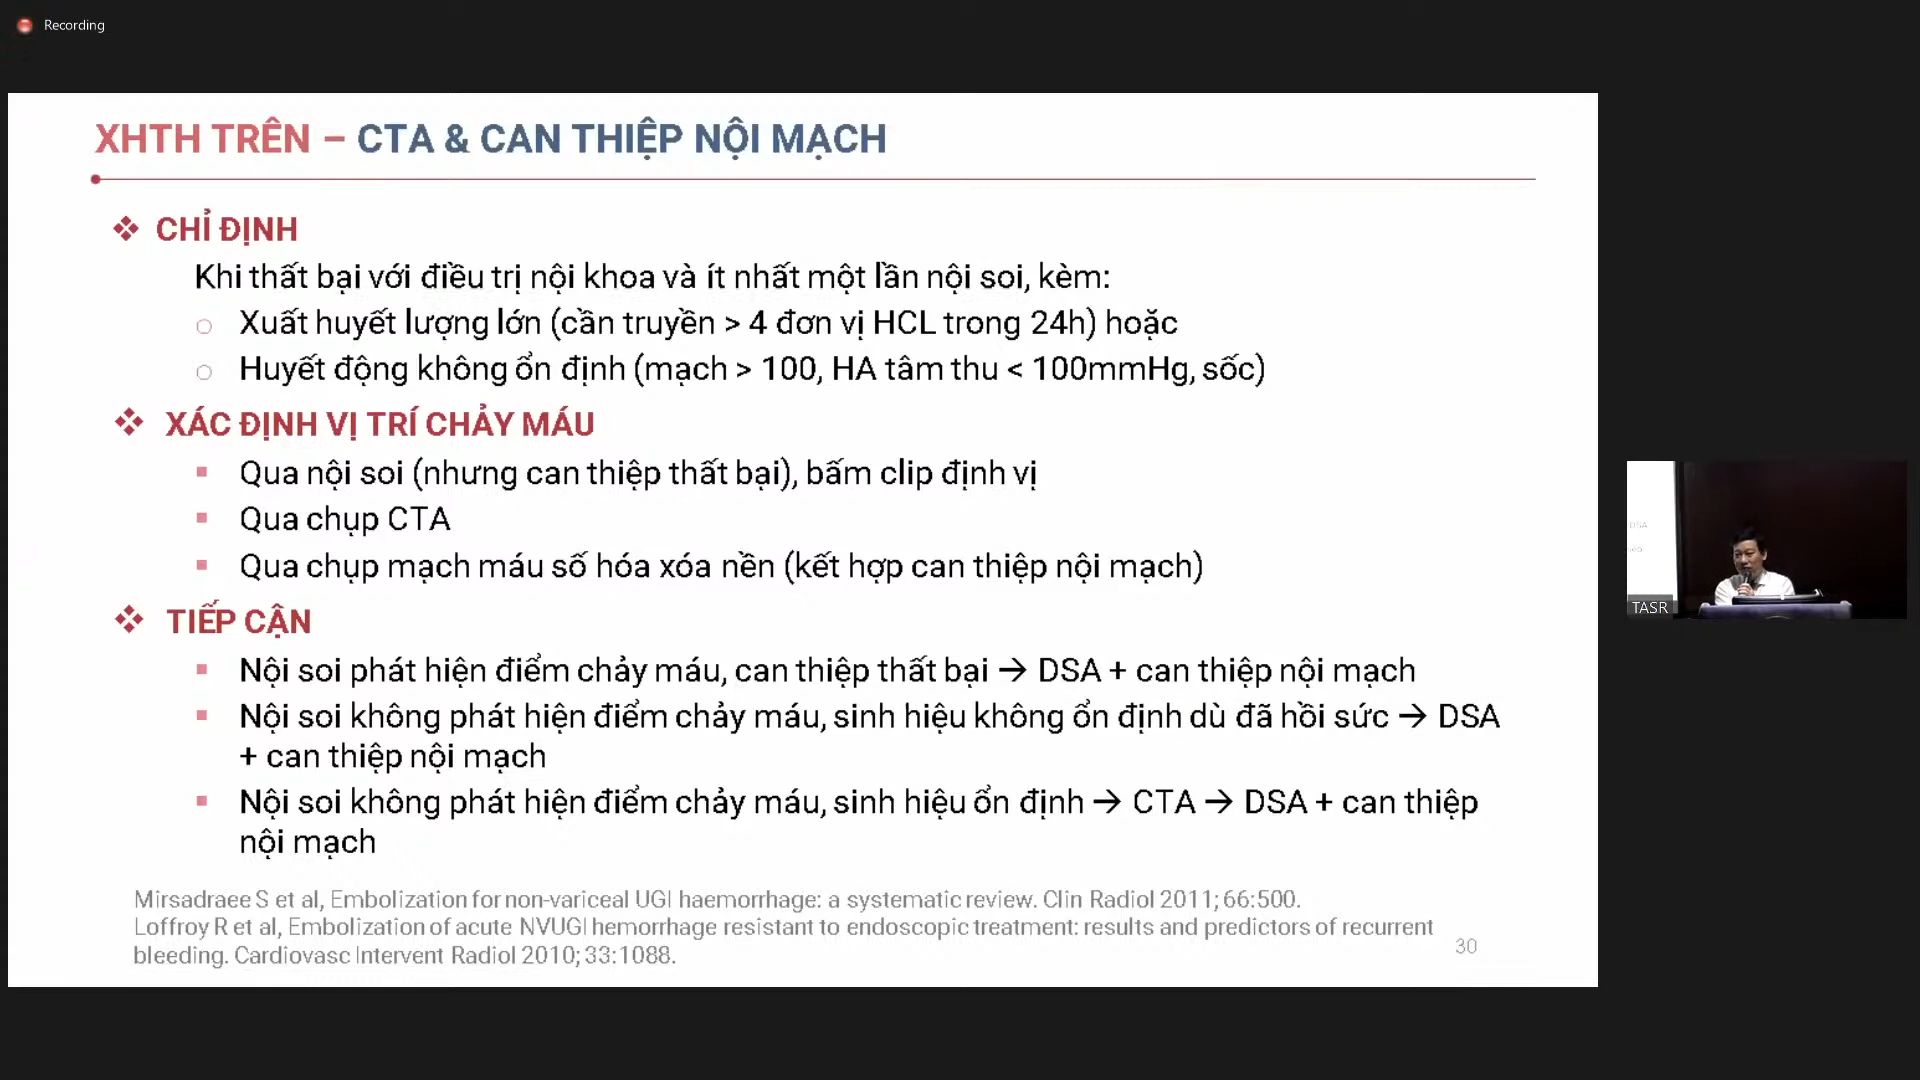 Recording
XHTH TRÊN – CTA & CAN THIỆP NỘI MẠCH
❖ CHỈ ĐỊNH
Khi thất bại với điều trị nội khoa và ít nhất một lần nội soi, kèm:
○ Xuất huyết lượng lớn (cần truyền > 4 đơn vị HCL trong 24h) hoặc
○ Huyết động không ổn định (mạch > 100, HA tâm thu < 100mmHg, sốc)
❖ XÁC ĐỊNH VỊ TRÍ CHẢY MÁU
▪ Qua nội soi (nhưng can thiệp thất bại), bấm clip định vị
▪ Qua chụp CTA
▪ Qua chụp mạch máu số hóa xóa nền (kết hợp can thiệp nội mạch)
❖ TIẾP CẬN
▪ Nội soi phát hiện điểm chảy máu, can thiệp thất bại → DSA + can thiệp nội mạch
▪ Nội soi không phát hiện điểm chảy máu, sinh hiệu không ổn định dù đã hồi sức → DSA
+ can thiệp nội mạch
▪ Nội soi không phát hiện điểm chảy máu, sinh hiệu ổn định → CTA → DSA + can thiệp
nội mạch
Mirsadraee S et al, Embolization for non-variceal UGI haemorrhage: a systematic review. Clin Radiol 2011; 66:500.
Loffroy R et al, Embolization of acute NVUGI hemorrhage resistant to endoscopic treatment: results and predictors of recurrent
bleeding. Cardiovasc Intervent Radiol 2010; 33:1088.
30
DSA
TASR